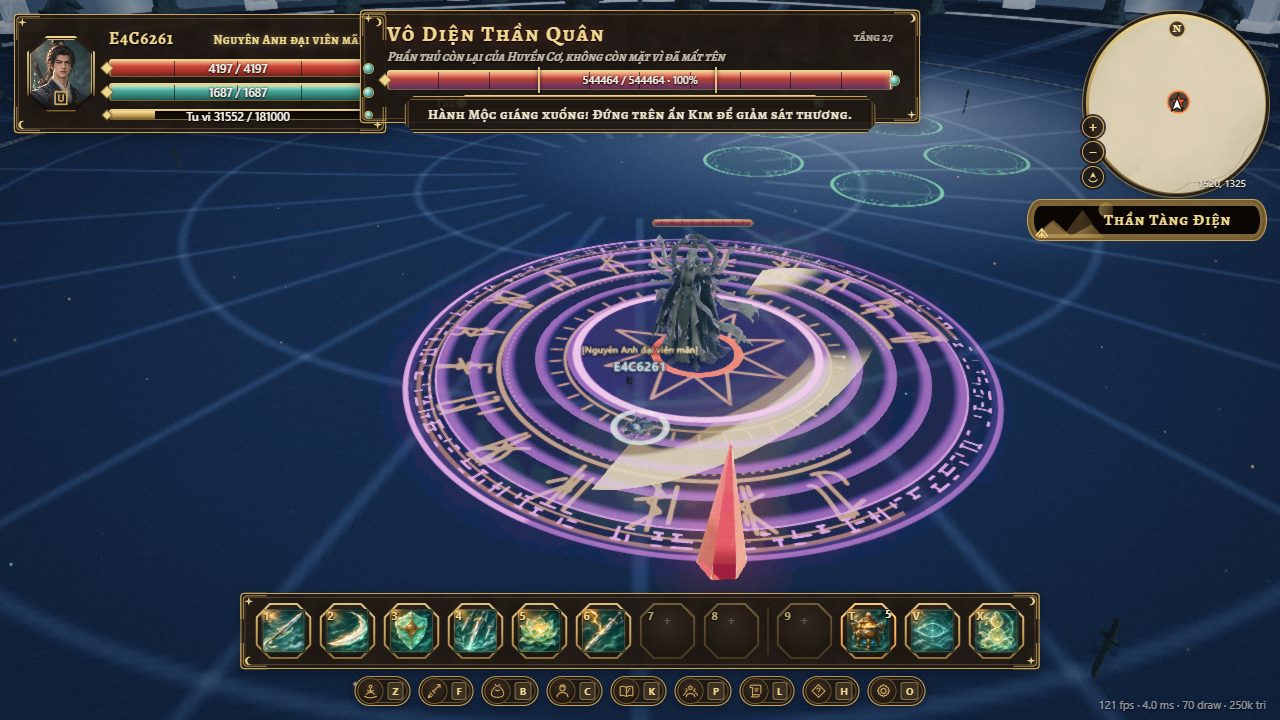 E4C6261
Nguyên Anh đại viên mã
4197 / 4197
1687 / 1687
Tu vi 31552 / 181000
U
Vô Diện Thần Quân
Tầng 27
Phần thủ còn lại của Huyền Cơ, không còn mặt vì đã mất tên
544464 / 544464 · 100%
Hành Mộc giáng xuống! Đứng trên ấn Kim để giảm sát thương.
N
+
−
1520, 1325
Thần Tàng Điện
[Nguyên Anh đại viên mãn]
E4C6261
1 2 3 4 5 6 7 8 9 T 5 V X
Z F B C K P L H O
121 fps · 4.0 ms · 70 draw · 250k tri